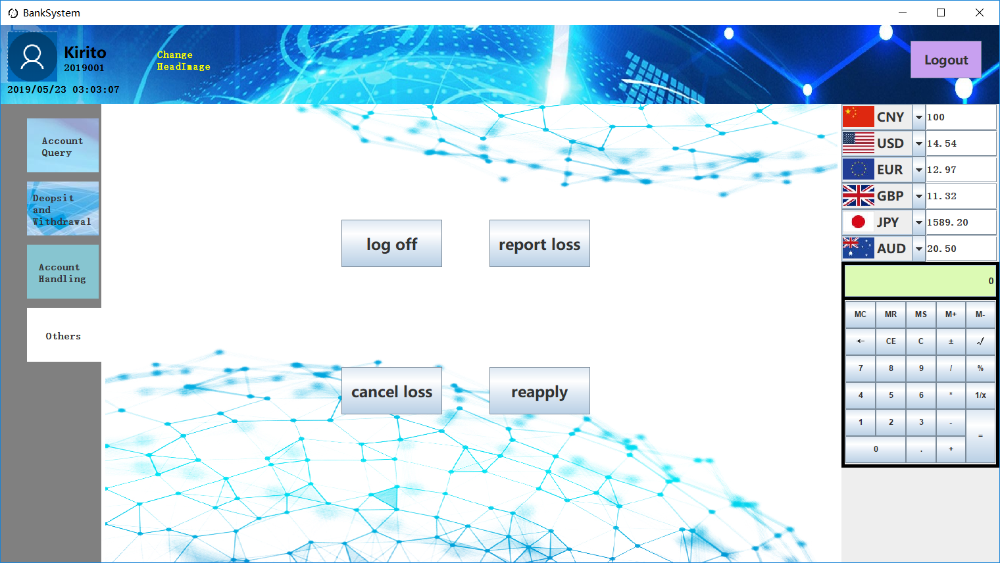 BankSystem
Kirito
2019001
2019/05/23 03:03:07
Change
HeadImage
Logout
Account
Query
Deopsit
and
Withdrawal
Account
Handling
Others
log off
report loss
cancel loss
reapply
CNY 100
USD 14.54
EUR 12.97
GBP 11.32
JPY 1589.20
AUD 20.50
0
MC MR MS M+ M-
← CE C ± √
7 8 9 / %
4 5 6 * 1/x
1 2 3 - =
0 . +